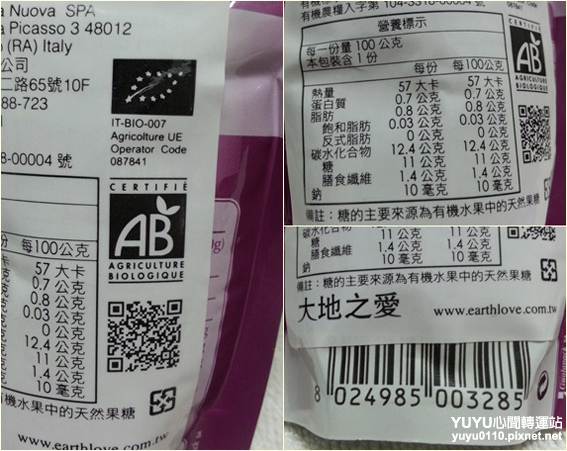 a Nuova SPA
a Picasso 3 48012
o (RA) Italy
公司
二路65號10F
88-723
8-00004 號
IT-BIO-007
Agricolture UE
Operator Code
087841
CERTIFIÉ
AB
AGRICULTURE
BIOLOGIQUE
份 每100公克
57 大卡
0.7 公克
0.8 公克
0.03 公克
0 公克
12.4 公克
11 公克
1.4 公克
10 毫克
機水果中的天然果糖
www.earthlove.com.tw
有機農糧入字第 104-3318-00004 號
營養標示
每一份量 100 公克
本包裝含 1 份
每份 每100公克
熱量 57 大卡 57 大卡
蛋白質 0.7 公克 0.7 公克
脂肪 0.8 公克 0.8 公克
飽和脂肪 0.03 公克 0.03 公克
反式脂肪 0 公克 0 公克
碳水化合物 12.4 公克 12.4 公克
糖 11 公克 11 公克
膳食纖維 1.4 公克 1.4 公克
鈉 10 毫克 10 毫克
備註：糖的主要來源為有機水果中的天然果糖
CERTIFIÉ
AB
AGRICULTURE
BIOLOGIQUE
碳水化合物
糖 11 公克 11 公克
膳食纖維 1.4 公克 1.4 公克
鈉 10 毫克 10 毫克
備註：糖的主要來源為有機水果中的天然果糖
大地之愛 www.earthlove.com.tw
8 024985 003285
YUYU心聞轉運站
yuyu0110.pixnet.net